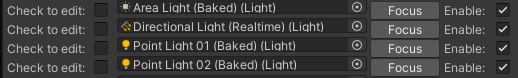 Check to edit: Area Light (Baked) (Light) Focus Enable:
Check to edit: Directional Light (Realtime) (Light) Focus Enable:
Check to edit: Point Light 01 (Baked) (Light) Focus Enable:
Check to edit: Point Light 02 (Baked) (Light) Focus Enable: